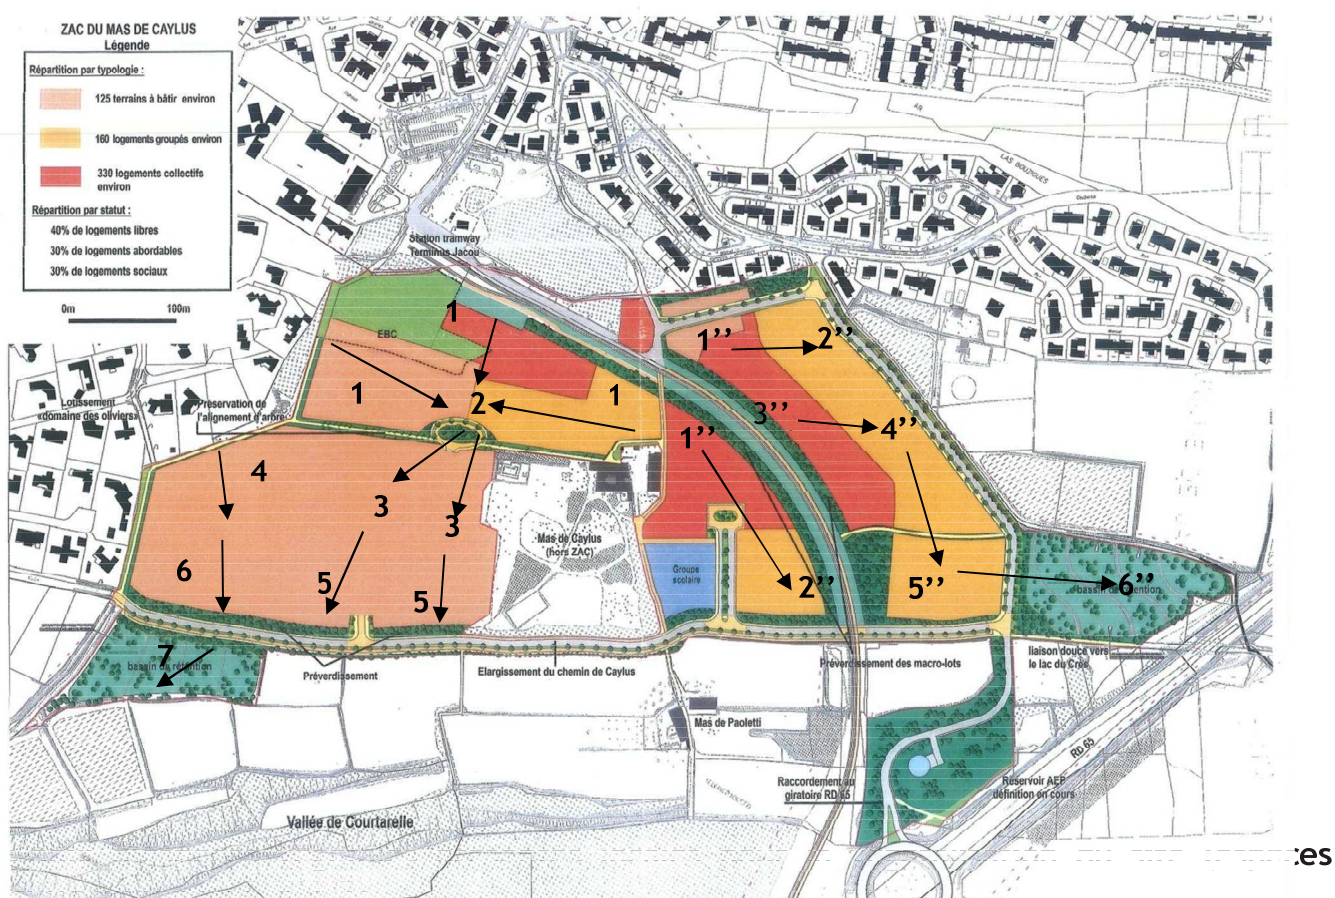 ZAC DU MAS DE CAYLUS
Légende
Répartition par typologie :
125 terrains à bâtir environ
160 logements groupés environ
330 logements collectifs
environ
Répartition par statut :
40% de logements libres
30% de logements abordables
30% de logements sociaux
0m 100m
LAS BOUZIGUES
Station tramway
Terminus Jacou
EBC
1
1
1
2
1’’
2’’
3’’
4’’
1’’
Lotissement
«domaine des oliviers»
Préservation de
l'alignement d'arbre
4
3
3
Mas de Caylus
(hors ZAC)
Groupe
scolaire
6
5
5
2’’
5’’
6’’
bassin de rétention
7
bassin de rétention
Préverdissement
Elargissement du chemin de Caylus
Préverdissement des macro-lots
liaison douce vers
le lac du Crès
Mas de Paoletti
RD 65
Raccordement au
giratoire RD 65
Réservoir AEP
définition en cours
Vallée de Courtarelle
ces